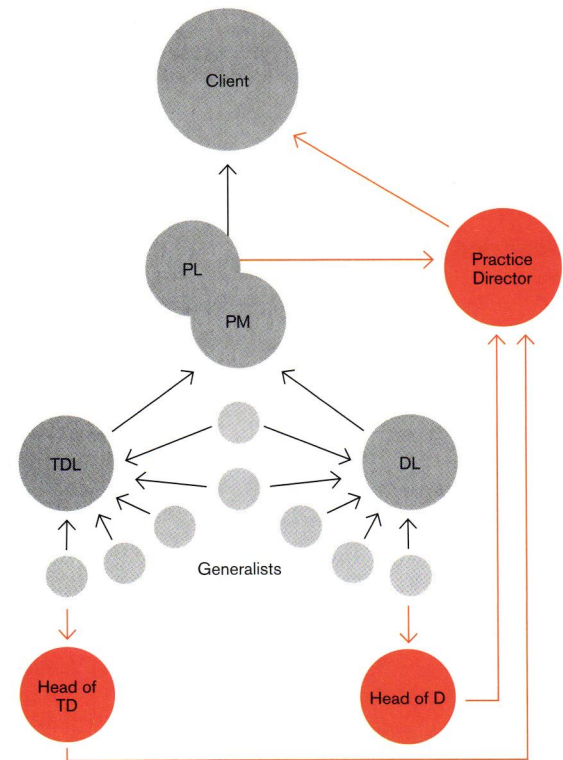 Client
PL
Practice
Director
PM
TDL
DL
Generalists
Head of
TD
Head of D